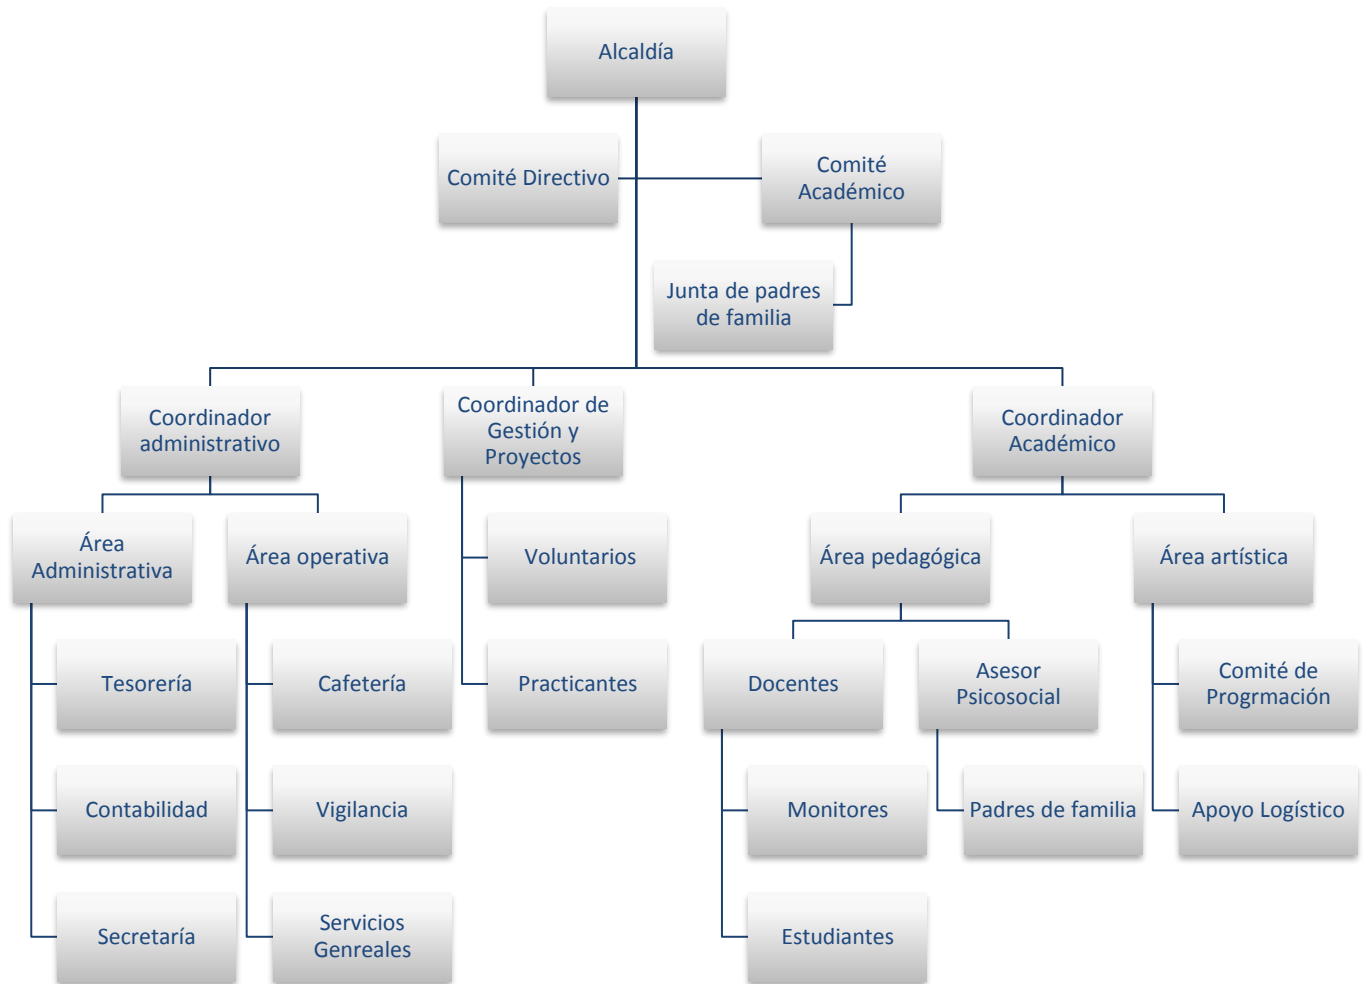 Alcaldía
Comité Directivo
Comité
Académico
Junta de padres
de familia
Coordinador
administrativo
Coordinador de
Gestión y
Proyectos
Coordinador
Académico
Área
Administrativa
Área operativa
Voluntarios
Área pedagógica
Área artística
Tesorería
Cafetería
Practicantes
Docentes
Asesor
Psicosocial
Comité de
Progrmación
Contabilidad
Vigilancia
Monitores
Padres de familia
Apoyo Logístico
Secretaría
Servicios
Genreales
Estudiantes